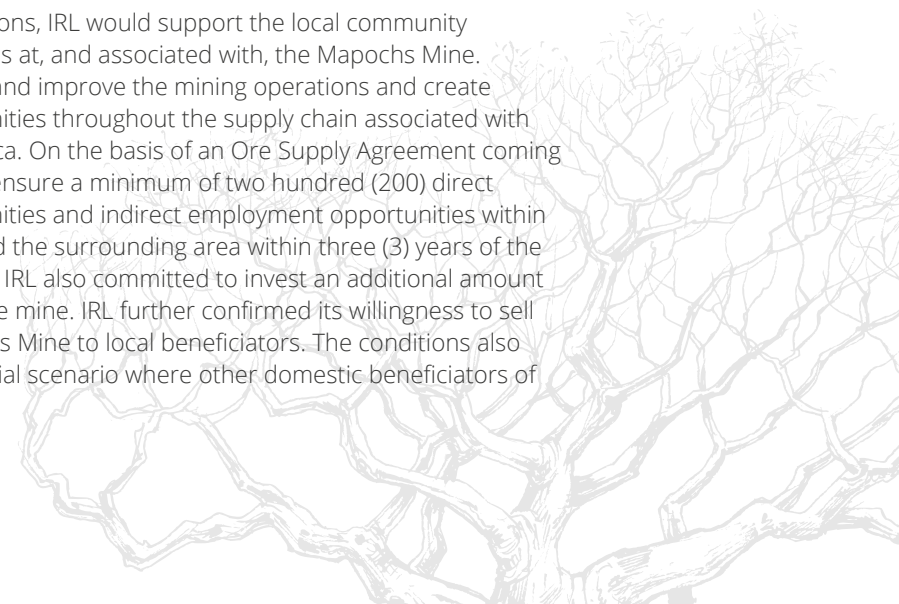 ons, IRL would support the local community
s at, and associated with, the Mapochs Mine.
and improve the mining operations and create
nities throughout the supply chain associated with
ca. On the basis of an Ore Supply Agreement coming
ensure a minimum of two hundred (200) direct
nities and indirect employment opportunities within
d the surrounding area within three (3) years of the
IRL also committed to invest an additional amount
e mine. IRL further confirmed its willingness to sell
s Mine to local beneficiators. The conditions also
ial scenario where other domestic beneficiators of